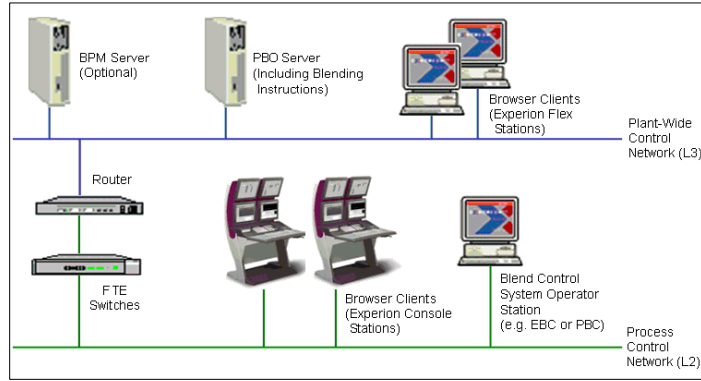 BPM Server
(Optional)
PBO Server
(Including Blending
Instructions)
Browser Clients
(Experion Flex
Stations)
Plant-Wide
Control
Network (L3)
Router
FTE
Switches
Browser Clients
(Experion Console
Stations)
Blend Control
System Operator
Station
(e.g. EBC or PBC)
Process
Control
Network (L2)